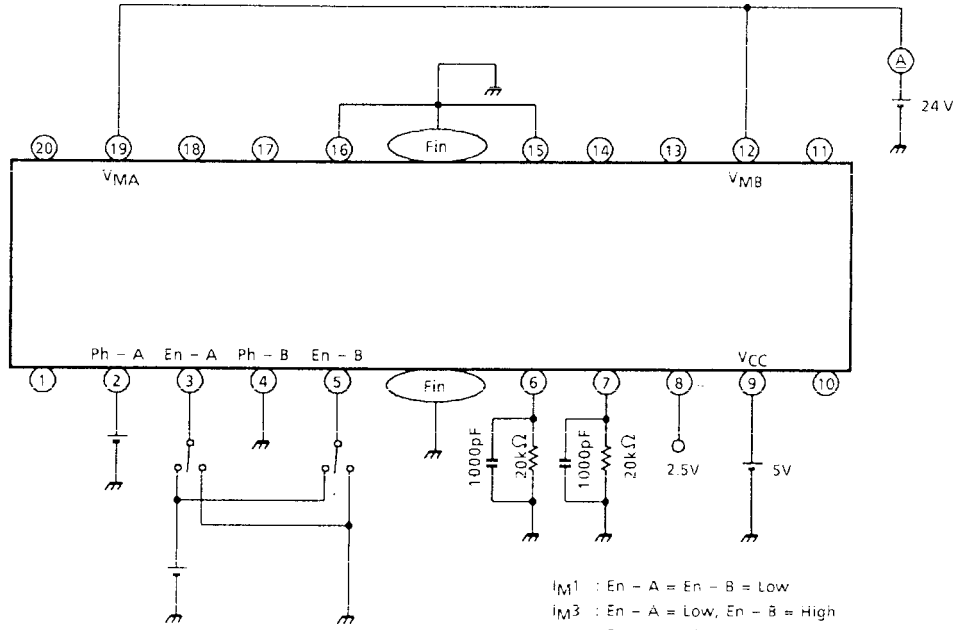 A
24 V
20 19 18 17 16 Fin 15 14 13 12 11
VMA VMB
Ph – A En – A Ph – B En – B VCC
1 2 3 4 5 Fin 6 7 8 9 10
1000pF 20kΩ 1000pF 20kΩ
2.5V
5V
IM1 : En – A = En – B = Low
IM3 : En – A = Low, En – B = High